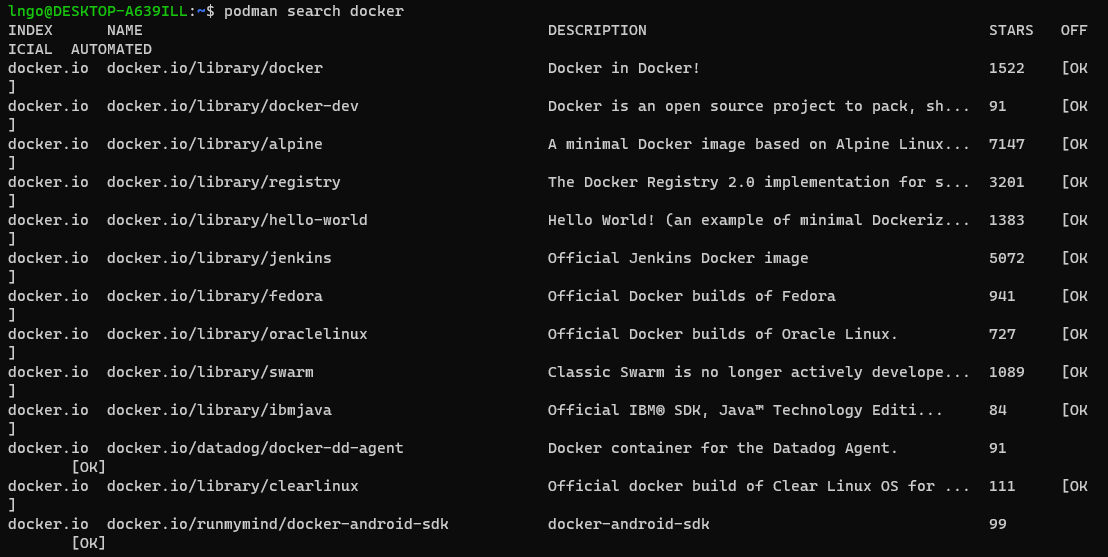 lngo@DESKTOP-A639ILL:~$ podman search docker
INDEX      NAME                                             DESCRIPTION                                      STARS   OFF
ICIAL  AUTOMATED
docker.io  docker.io/library/docker                         Docker in Docker!                                1522    [OK
]
docker.io  docker.io/library/docker-dev                     Docker is an open source project to pack, sh...  91      [OK
]
docker.io  docker.io/library/alpine                         A minimal Docker image based on Alpine Linux...  7147    [OK
]
docker.io  docker.io/library/registry                       The Docker Registry 2.0 implementation for s...  3201    [OK
]
docker.io  docker.io/library/hello-world                    Hello World! (an example of minimal Dockeriz...  1383    [OK
]
docker.io  docker.io/library/jenkins                        Official Jenkins Docker image                    5072    [OK
]
docker.io  docker.io/library/fedora                         Official Docker builds of Fedora                 941     [OK
]
docker.io  docker.io/library/oraclelinux                    Official Docker builds of Oracle Linux.          727     [OK
]
docker.io  docker.io/library/swarm                          Classic Swarm is no longer actively develope...  1089    [OK
]
docker.io  docker.io/library/ibmjava                        Official IBM® SDK, Java™ Technology Editi...     84      [OK
]
docker.io  docker.io/datadog/docker-dd-agent                Docker container for the Datadog Agent.          91
       [OK]
docker.io  docker.io/library/clearlinux                     Official docker build of Clear Linux OS for ...  111     [OK
]
docker.io  docker.io/runmymind/docker-android-sdk           docker-android-sdk                               99
       [OK]